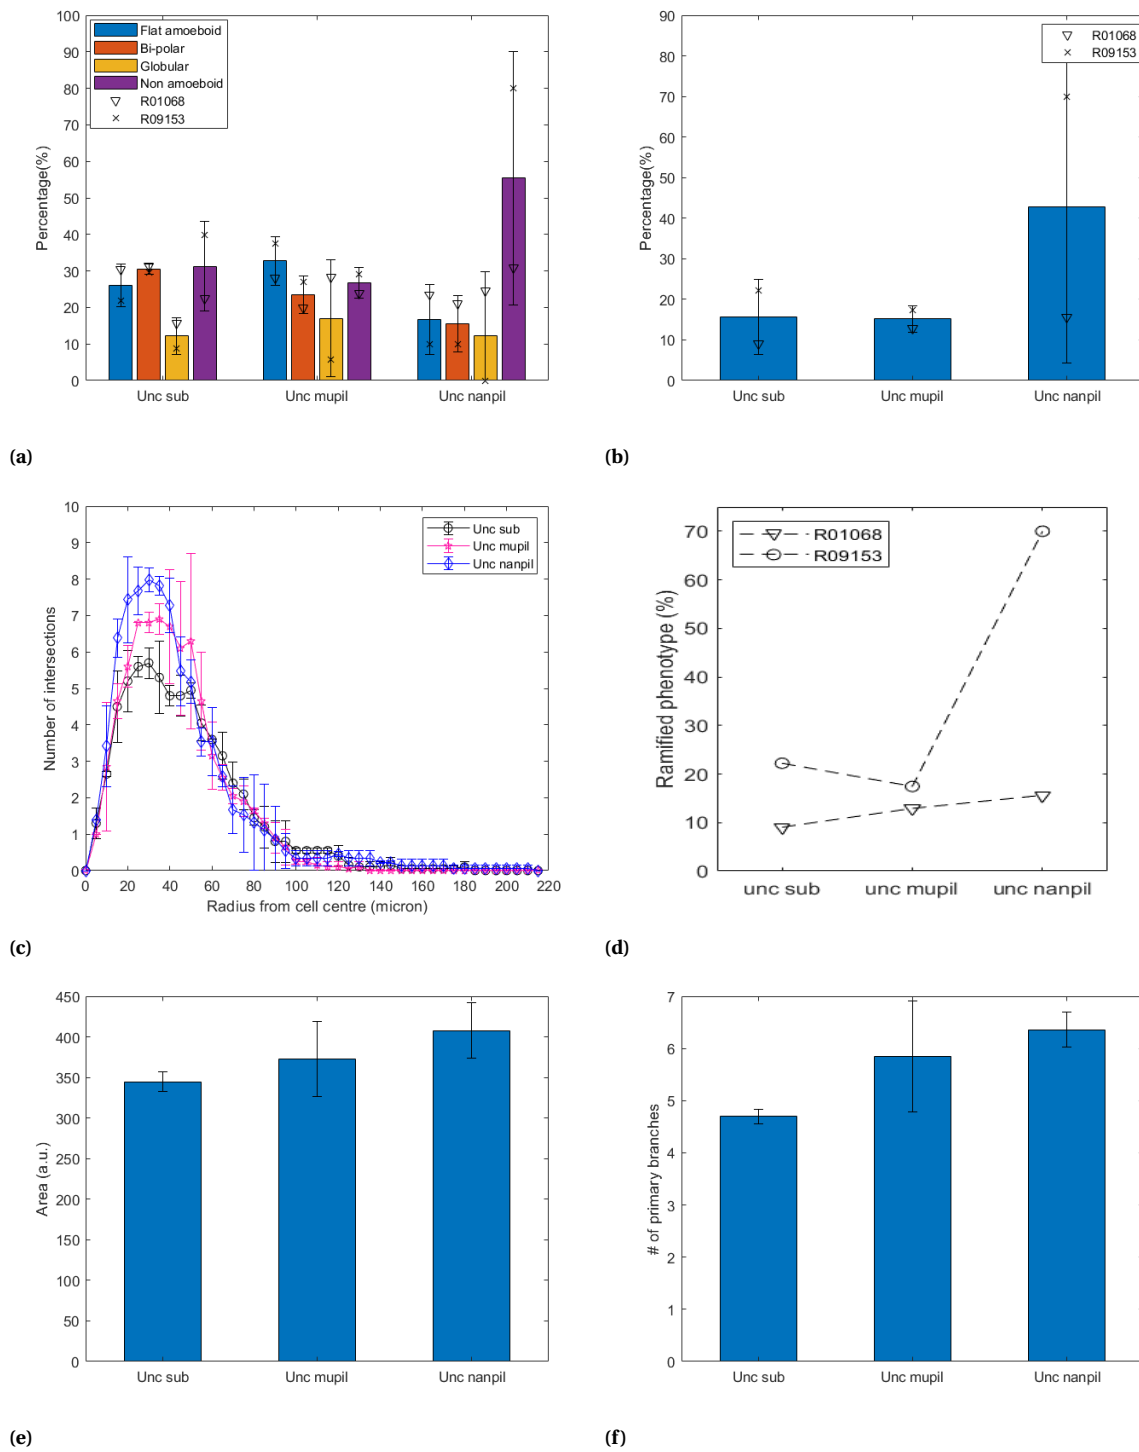 100
90
80
70
60
50
40
30
20
10
0
Percentage(%)
Flat amoeboid
Bi-polar
Globular
Non amoeboid
R01068
R09153
Unc sub
Unc mupil
Unc nanpil
(a)
90
80
70
60
50
40
30
20
10
0
Percentage(%)
R01068
R09153
Unc sub
Unc mupil
Unc nanpil
(b)
10
9
8
7
6
5
4
3
2
1
0
Number of intersections
Unc sub
Unc mupil
Unc nanpil
0 20 40 60 80 100 120 140 160 180 200 220
Radius from cell centre (micron)
(c)
70
60
50
40
30
20
10
0
Ramified phenotype (%)
R01068
R09153
unc sub
unc mupil
unc nanpil
(d)
450
400
350
300
250
200
150
100
50
0
Area (a.u.)
Unc sub
Unc mupil
Unc nanpil
(e)
7
6
5
4
3
2
1
0
# of primary branches
Unc sub
Unc mupil
Unc nanpil
(f)